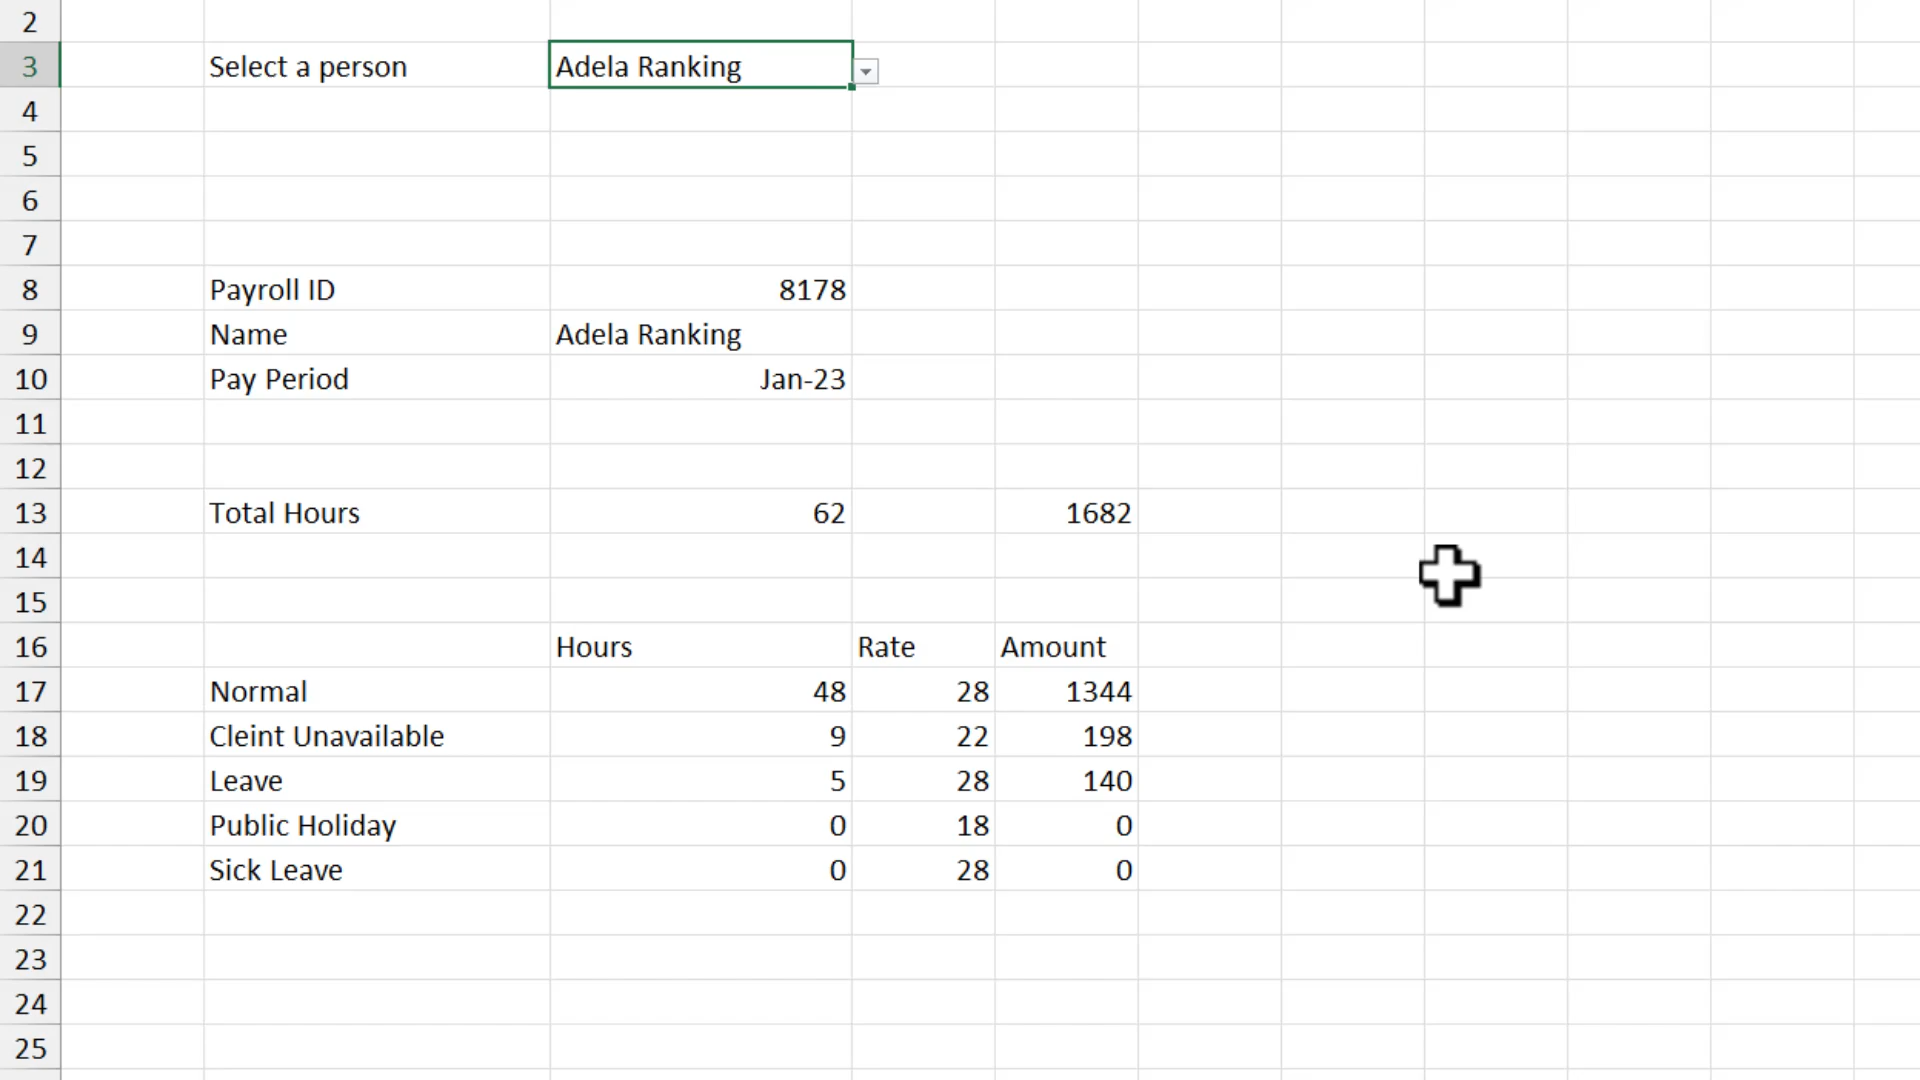 2
3 Select a person Adela Ranking
4
5
6
7
8 Payroll ID 8178
9 Name Adela Ranking
10 Pay Period Jan-23
11
12
13 Total Hours 62 1682
14
15
16 Hours Rate Amount
17 Normal 48 28 1344
18 Cleint Unavailable 9 22 198
19 Leave 5 28 140
20 Public Holiday 0 18 0
21 Sick Leave 0 28 0
22
23
24
25